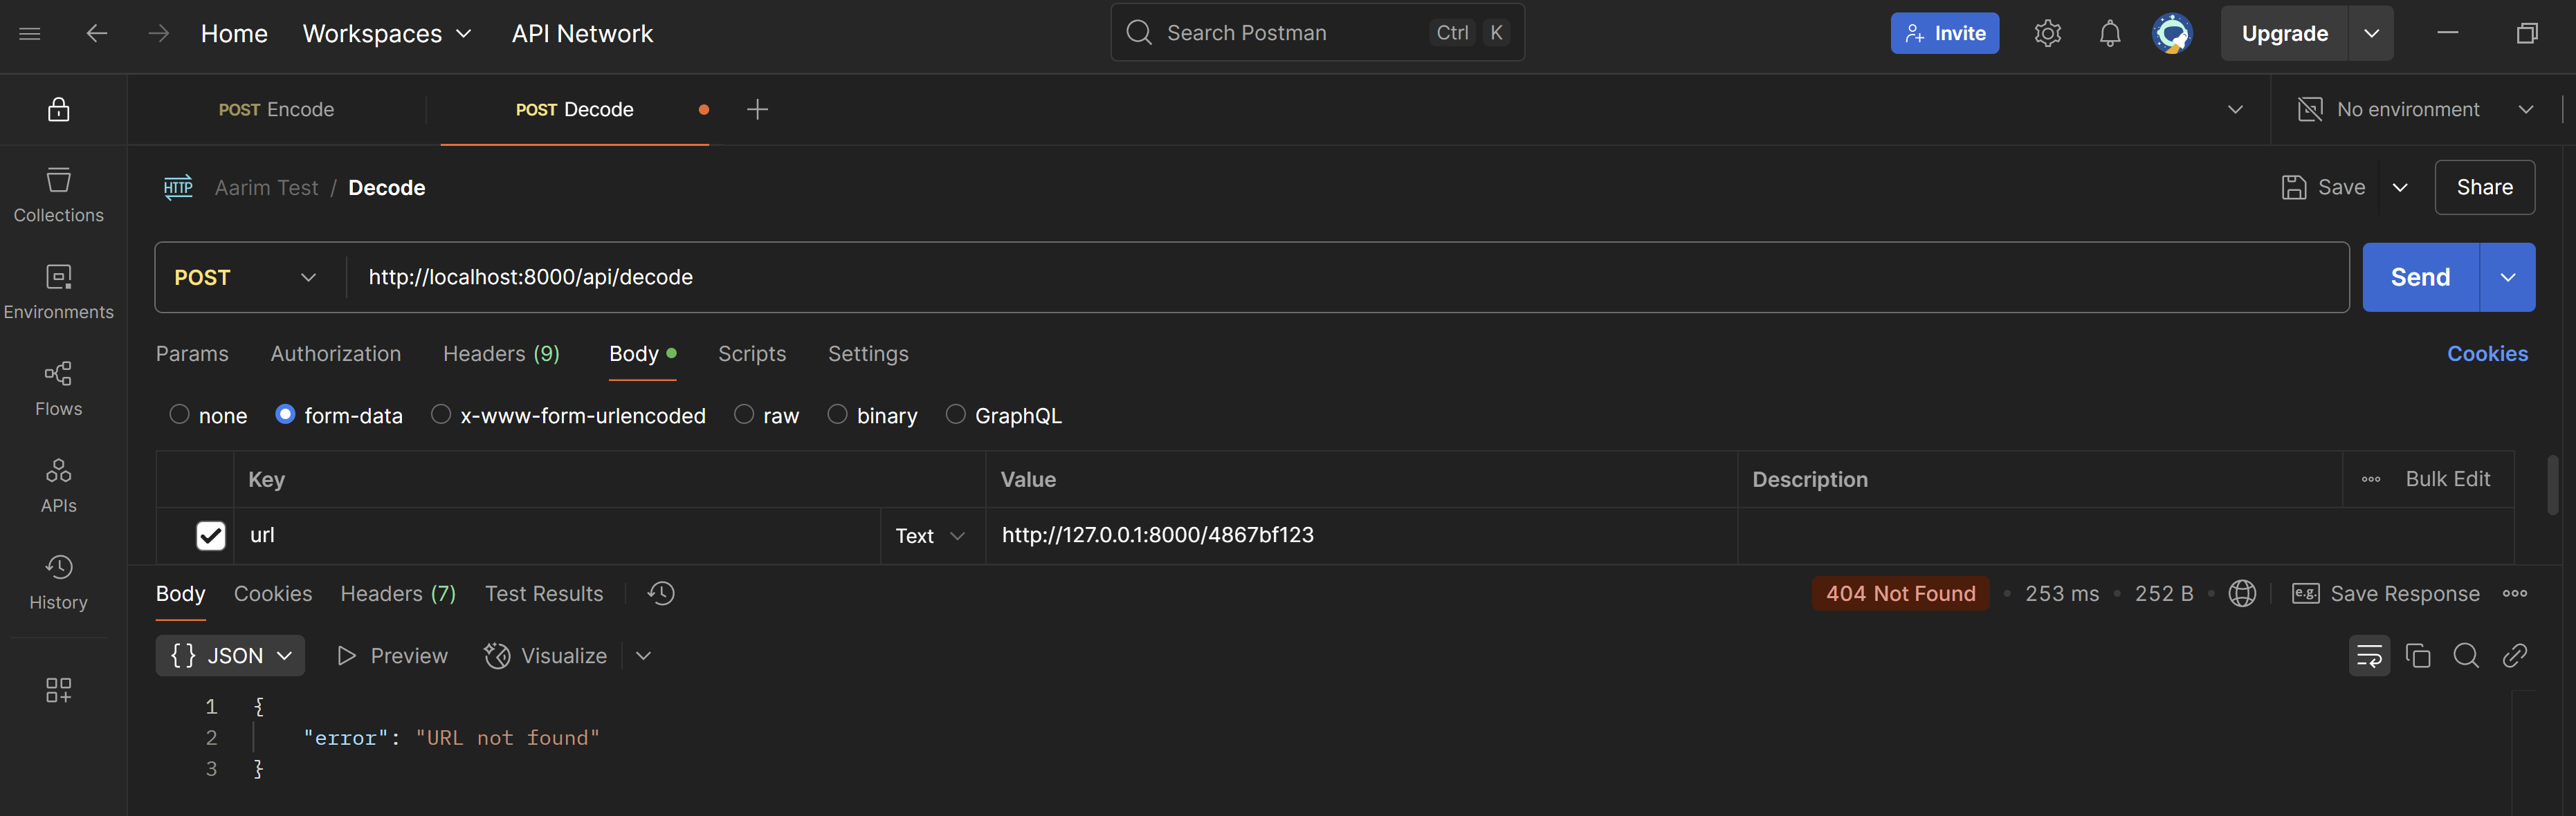 Home Workspaces API Network Search Postman Ctrl K Invite Upgrade
POST Encode POST Decode No environment
HTTP Aarim Test / Decode Save Share
POST http://localhost:8000/api/decode Send
Params Authorization Headers (9) Body Scripts Settings Cookies
none form-data x-www-form-urlencoded raw binary GraphQL
Key Value Description Bulk Edit
url Text http://127.0.0.1:8000/4867bf123
Collections
Environments
Flows
APIs
History
Body Cookies Headers (7) Test Results 404 Not Found • 253 ms • 252 B • e.g. Save Response
{} JSON Preview Visualize
1 {
2 "error": "URL not found"
3 }